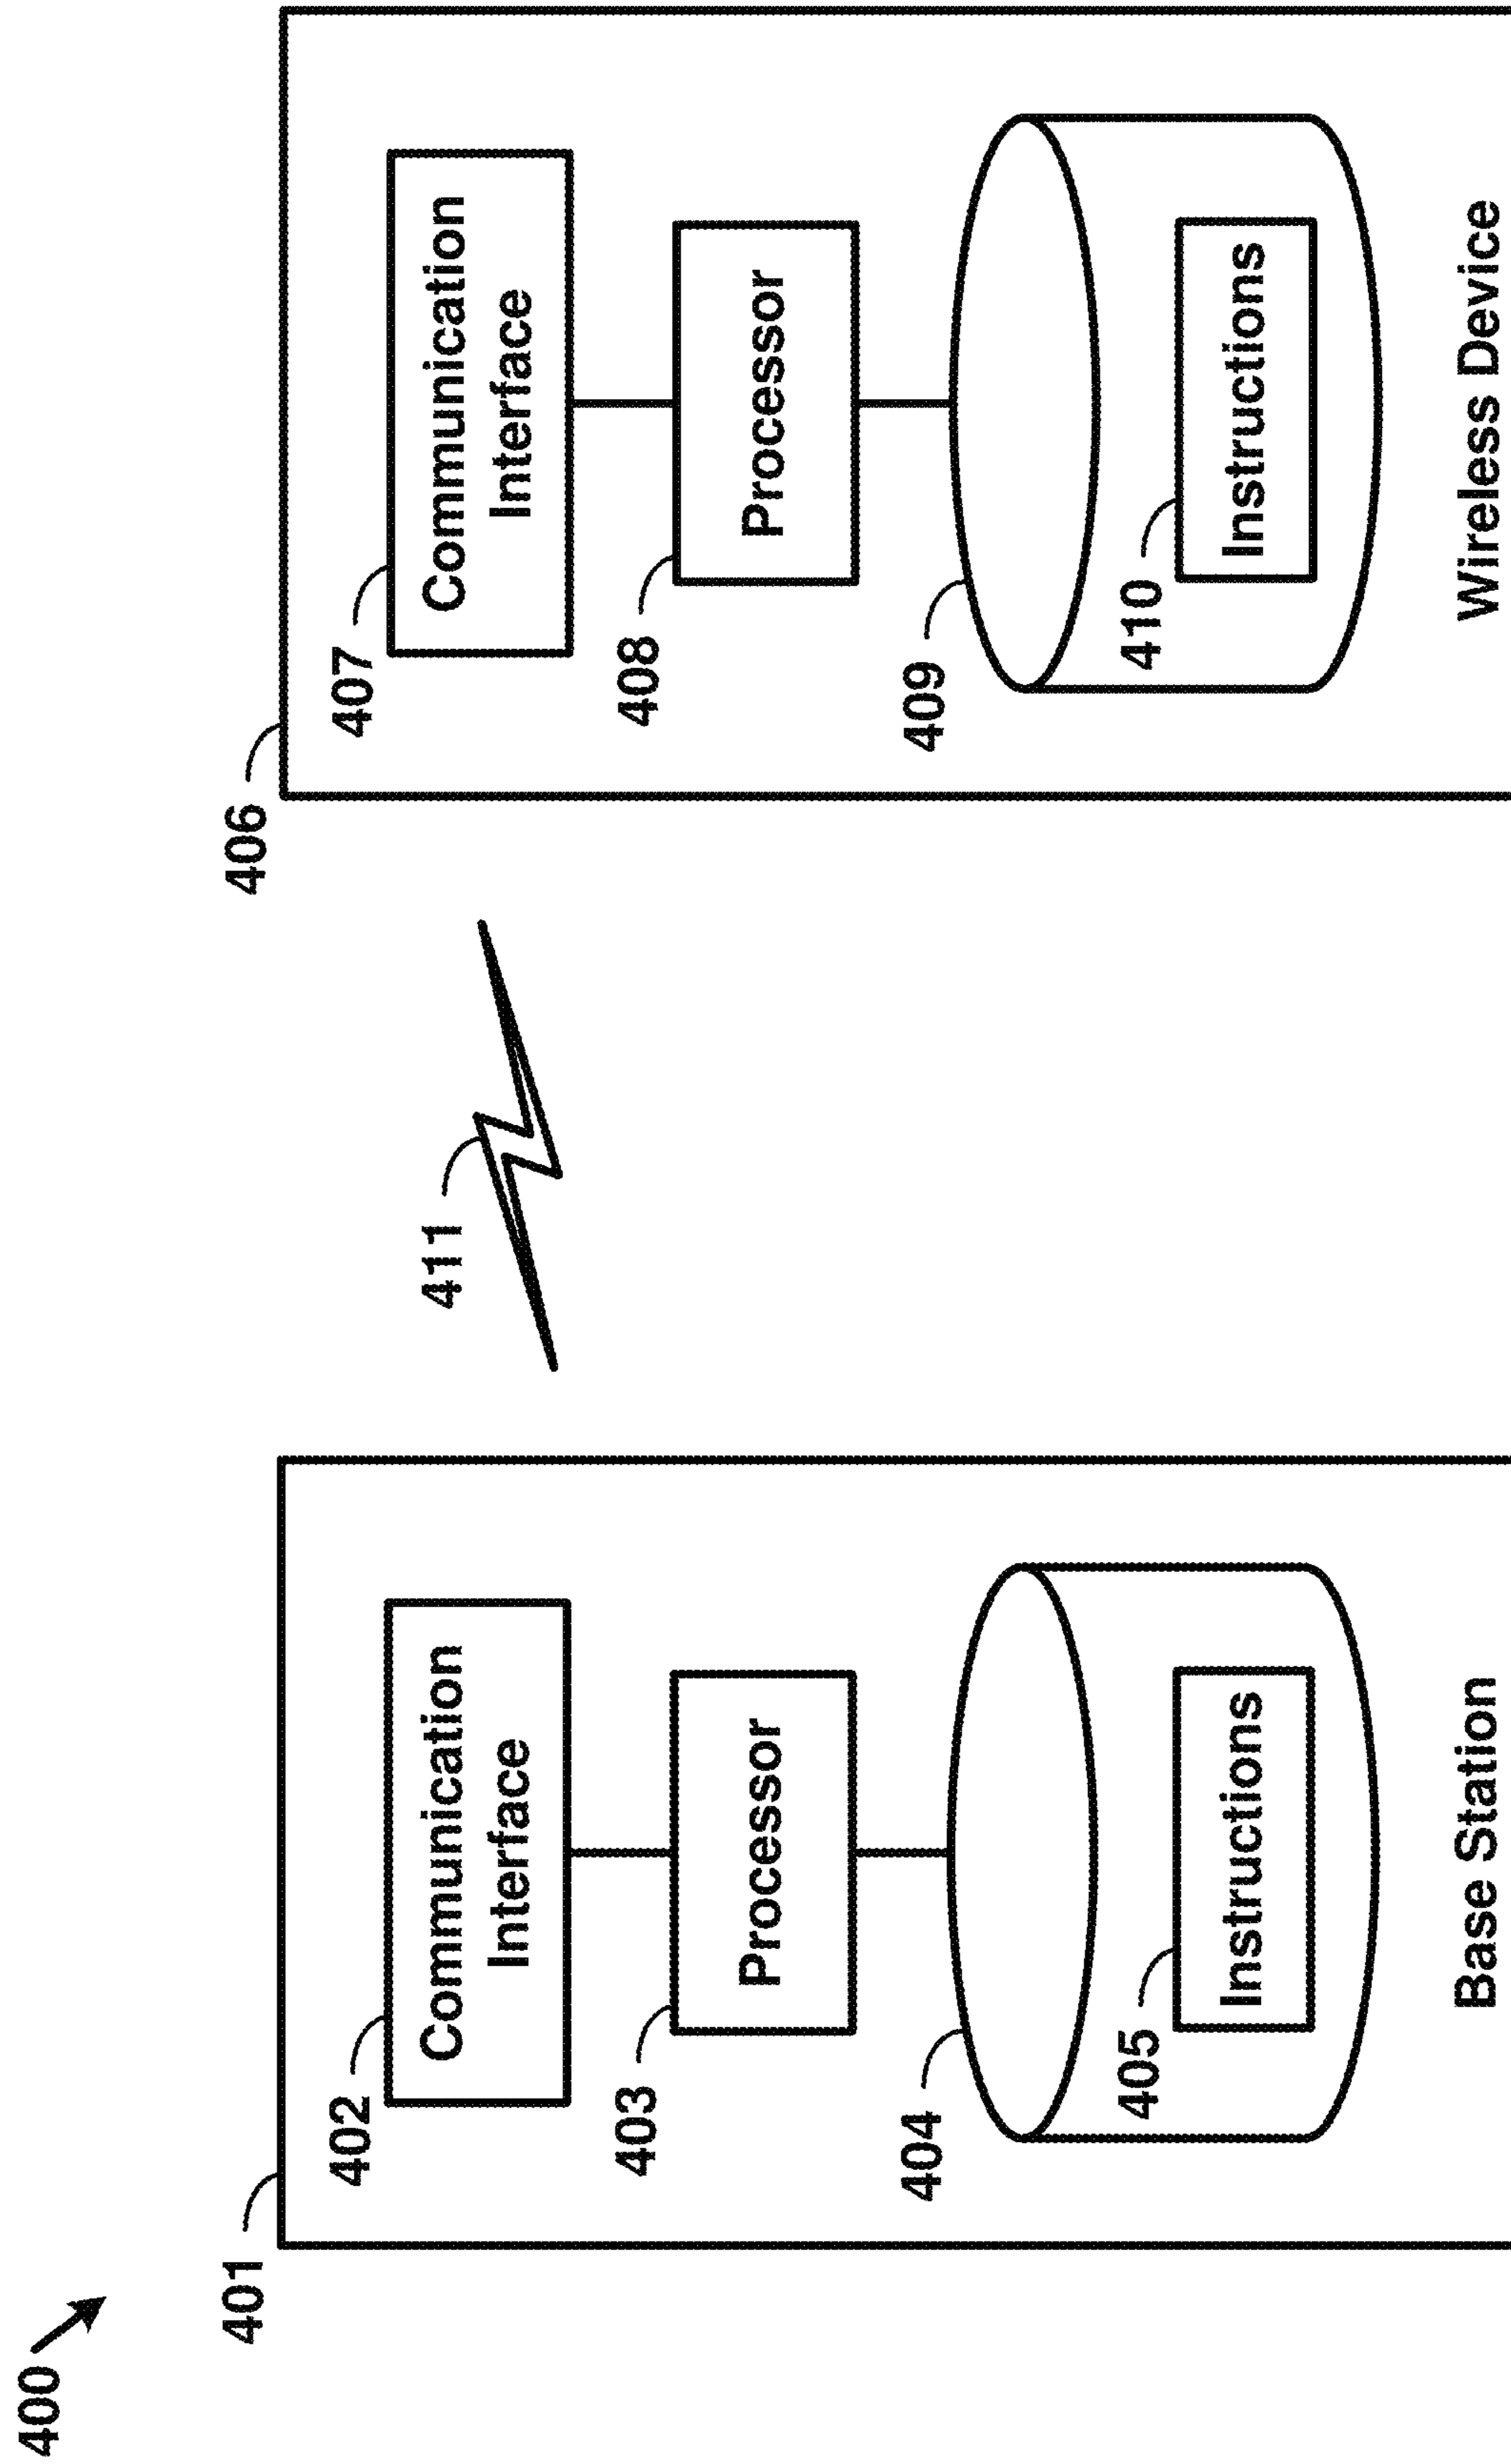 400
401
402
Communication
Interface
403
Processor
404
405
Instructions
Base Station
411
406
407
Communication
Interface
408
Processor
409
410
Instructions
Wireless Device